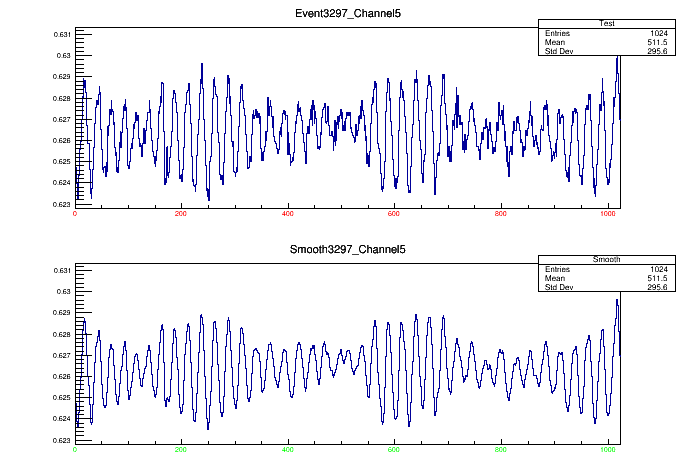 Event3297_Channel5
Test
Entries 1024
Mean 511.5
Std Dev 295.6
0.631
0.63
0.629
0.628
0.627
0.626
0.625
0.624
0.623
0 200 400 600 800 1000
Smooth3297_Channel5
Smooth
Entries 1024
Mean 511.5
Std Dev 295.6
0.631
0.63
0.629
0.628
0.627
0.626
0.625
0.624
0.623
0 200 400 600 800 1000